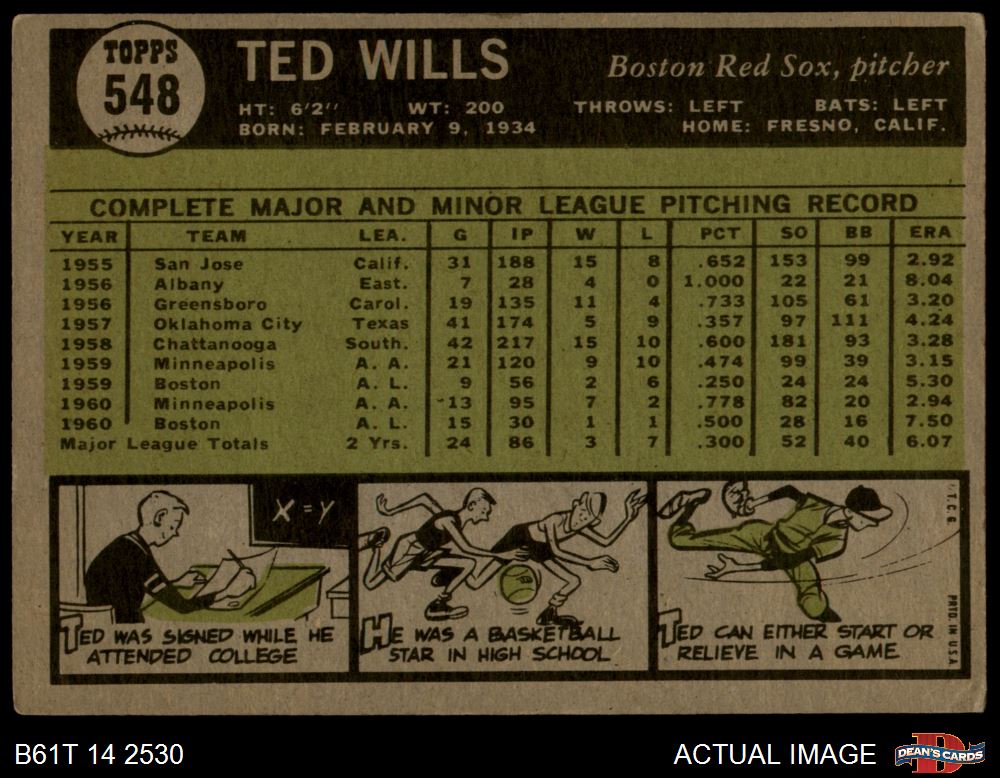 TOPPS
548
TED WILLS
Boston Red Sox, pitcher
HT: 6'2'' WT: 200 THROWS: LEFT BATS: LEFT
BORN: FEBRUARY 9, 1934 HOME: FRESNO, CALIF.
COMPLETE MAJOR AND MINOR LEAGUE PITCHING RECORD
YEAR TEAM LEA. G IP W L PCT SO BB ERA
1955 San Jose Calif. 31 188 15 8 .652 153 99 2.92
1956 Albany East. 7 28 4 0 1.000 22 21 8.04
1956 Greensboro Carol. 19 135 11 4 .733 105 61 3.20
1957 Oklahoma City Texas 41 174 5 9 .357 97 111 4.24
1958 Chattanooga South. 42 217 15 10 .600 181 93 3.28
1959 Minneapolis A. A. 21 120 9 10 .474 99 39 3.15
1959 Boston A. L. 9 56 2 6 .250 24 24 5.30
1960 Minneapolis A. A. 13 95 7 2 .778 82 20 2.94
1960 Boston A. L. 15 30 1 1 .500 28 16 7.50
Major League Totals 2 Yrs. 24 86 3 7 .300 52 40 6.07
X = Y
TED WAS SIGNED WHILE HE
ATTENDED COLLEGE
HE WAS A BASKETBALL
STAR IN HIGH SCHOOL
TED CAN EITHER START OR
RELIEVE IN A GAME
T.C.G.
PRTD. IN U.S.A
B61T 14 2530
ACTUAL IMAGE
DEAN'S CARDS